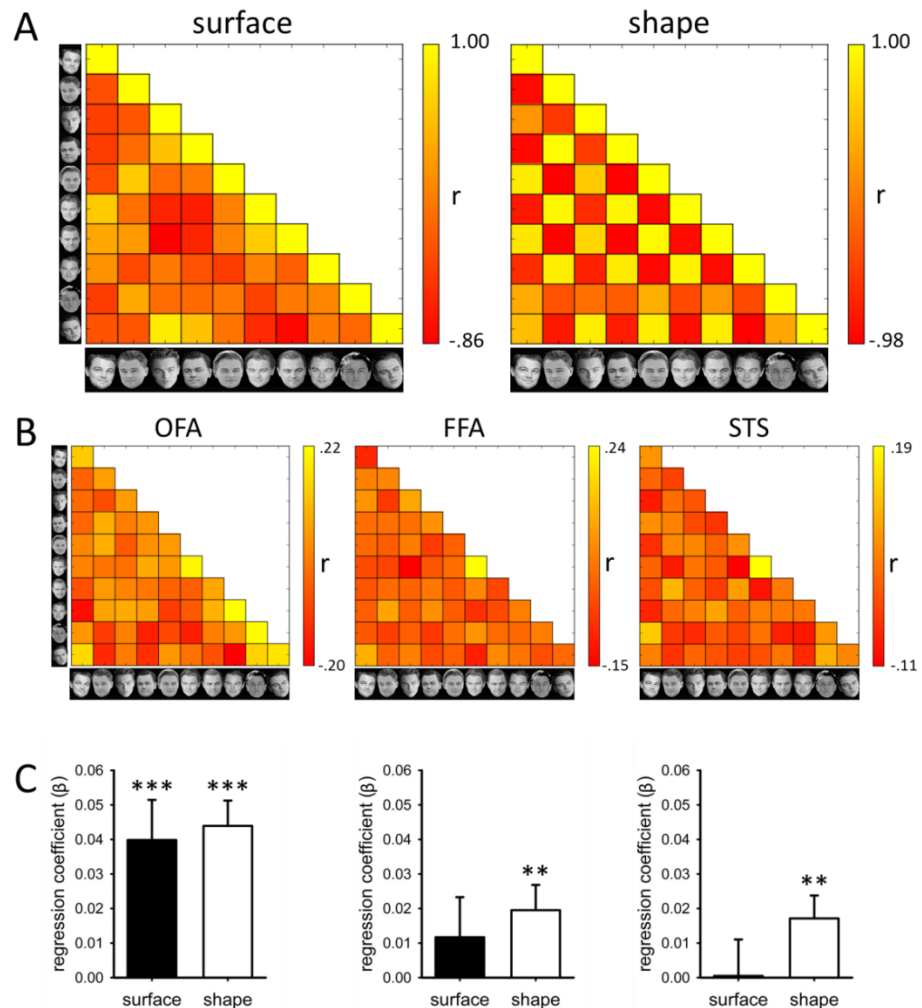 A
surface
shape
1.00
r
-.86
1.00
r
-.98
B
OFA
FFA
STS
.22
r
-.20
.24
r
-.15
.19
r
-.11
C
regression coefficient (β)
0.06
0.05
0.04
0.03
0.02
0.01
0.00
***
***
surface
shape
regression coefficient (β)
0.06
0.05
0.04
0.03
0.02
0.01
0.00
**
surface
shape
regression coefficient (β)
0.06
0.05
0.04
0.03
0.02
0.01
0.00
**
surface
shape